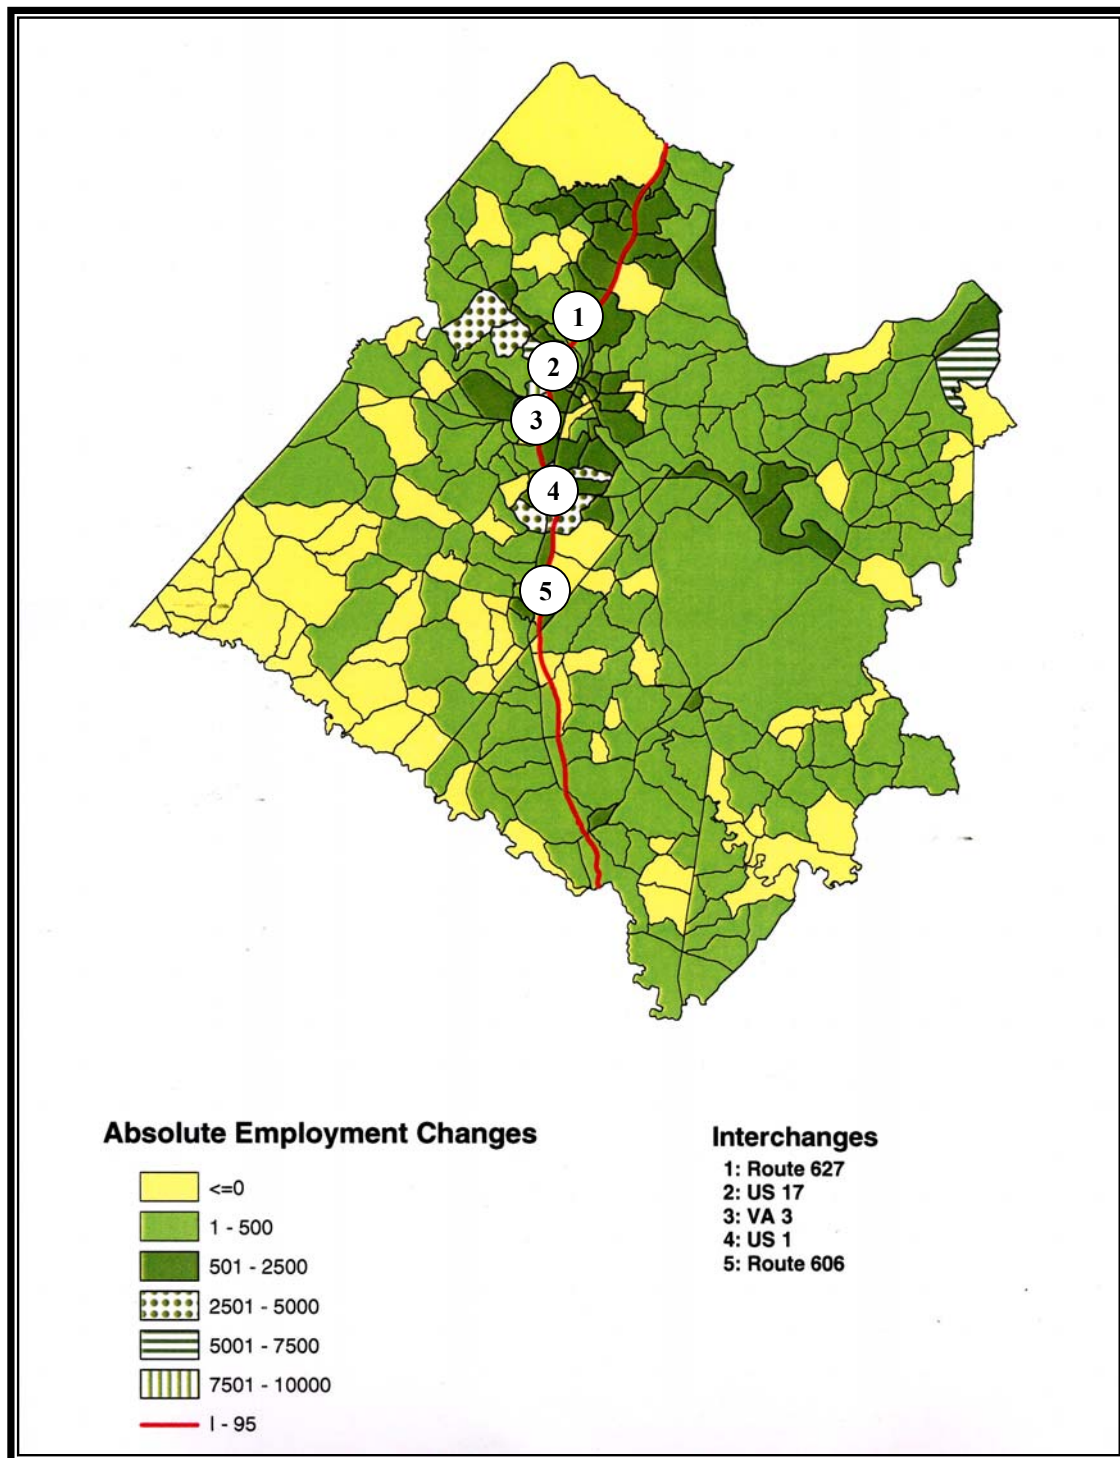 1
2
3
4
5
Absolute Employment Changes
<=0
1 - 500
501 - 2500
2501 - 5000
5001 - 7500
7501 - 10000
I - 95
Interchanges
1: Route 627
2: US 17
3: VA 3
4: US 1
5: Route 606